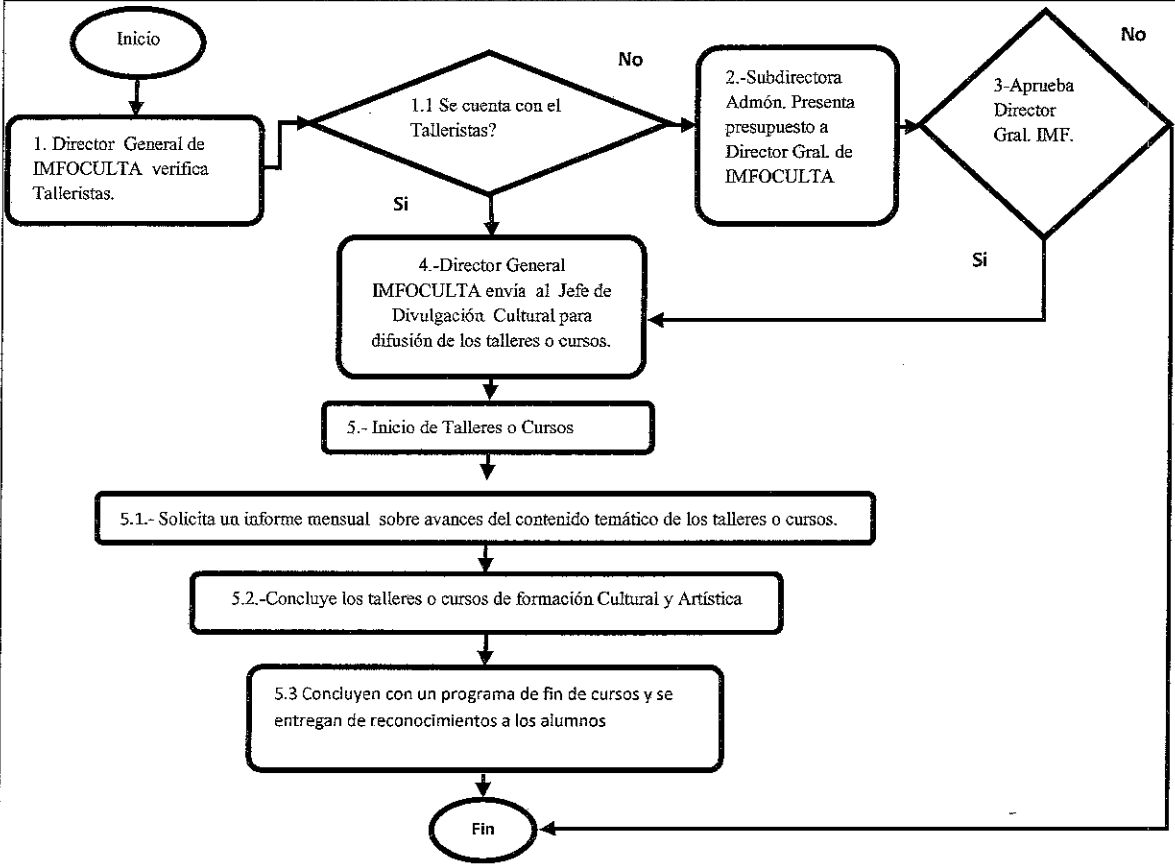 Inicio
1. Director General de
IMFOCULTA verifica
Talleristas.
1.1 Se cuenta con el
Talleristas?
No
Si
2.-Subdirectora
Admón. Presenta
presupuesto a
Director Gral. de
IMFOCULTA
3-Aprueba
Director
Gral. IMF.
No
Si
4.-Director General
IMFOCULTA envia al Jefe de
Divulgación Cultural para
difusión de los talleres o cursos.
5.- Inicio de Talleres o Cursos
5.1.- Solicita un informe mensual sobre avances del contenido temático de los talleres o cursos.
5.2.-Concluye los talleres o cursos de formación Cultural y Artística
5.3 Concluyen con un programa de fin de cursos y se
entregan de reconocimientos a los alumnos
Fin